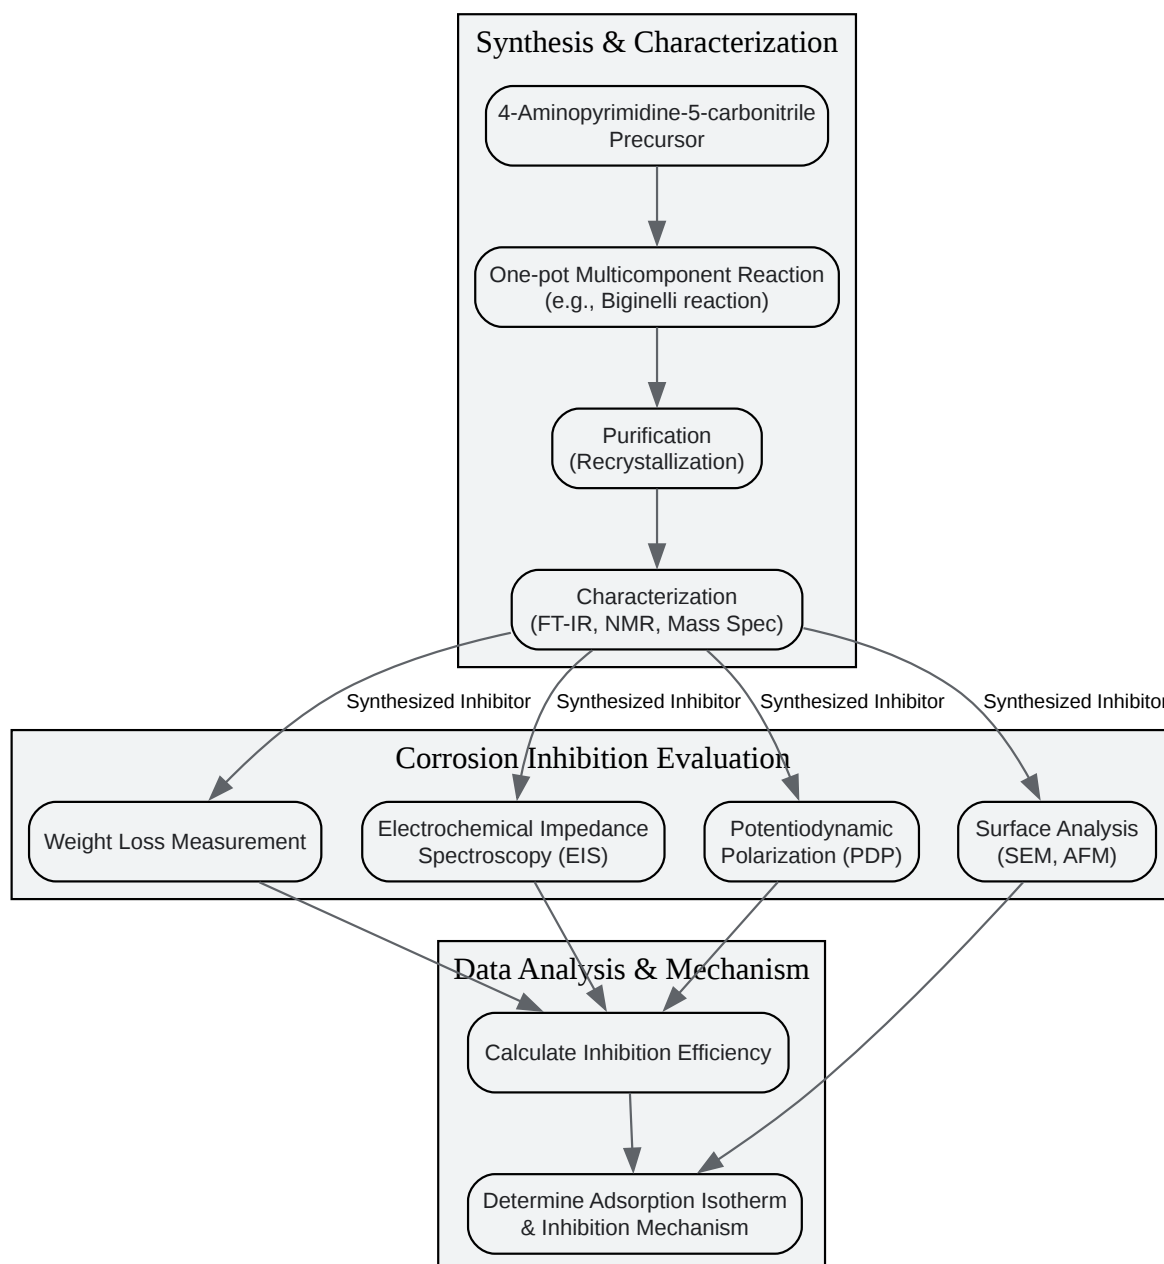 Synthesis & Characterization
4-Aminopyrimidine-5-carbonitrile
Precursor
One-pot Multicomponent Reaction
(e.g., Biginelli reaction)
Purification
(Recrystallization)
Characterization
(FT-IR, NMR, Mass Spec)
Synthesized Inhibitor
Synthesized Inhibitor
Synthesized Inhibitor
Synthesized Inhibitor
Corrosion Inhibition Evaluation
Weight Loss Measurement
Electrochemical Impedance
Spectroscopy (EIS)
Potentiodynamic
Polarization (PDP)
Surface Analysis
(SEM, AFM)
Data Analysis & Mechanism
Calculate Inhibition Efficiency
Determine Adsorption Isotherm
& Inhibition Mechanism